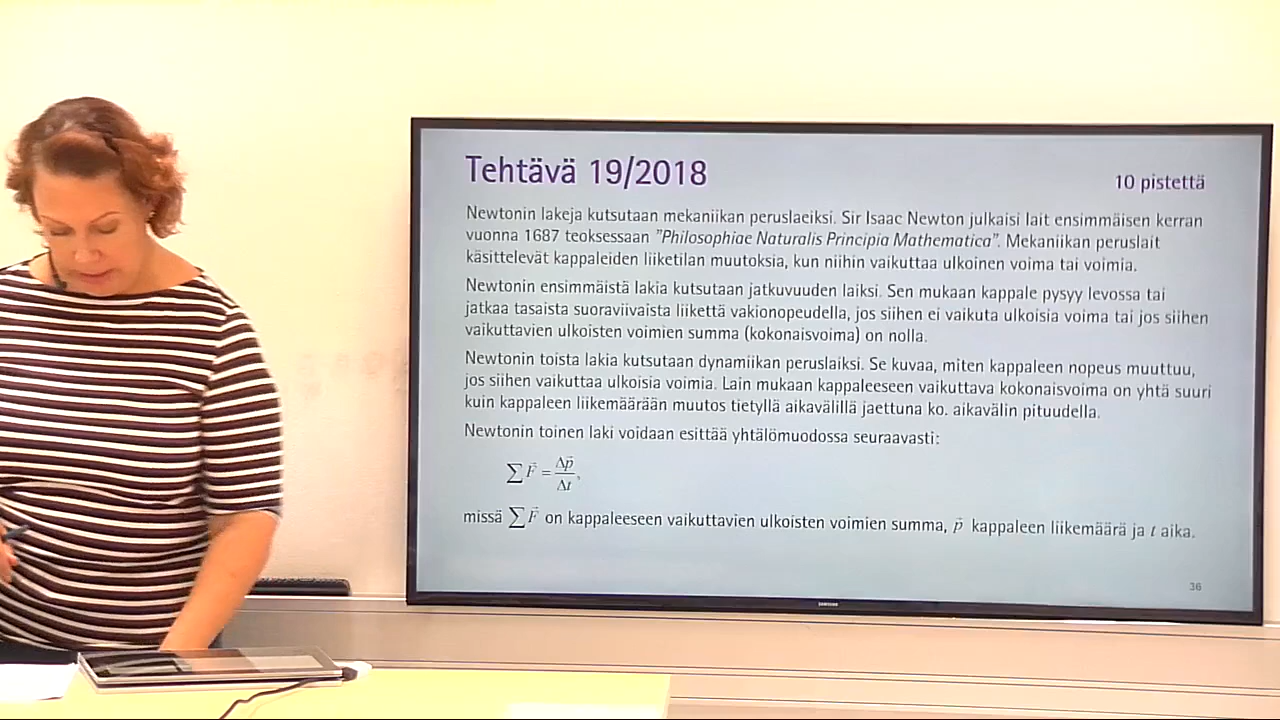 Tehtävä 19/2018
10 pistettä
Newtonin lakeja kutsutaan mekaniikan peruslaeiksi. Sir Isaac Newton julkaisi lait ensimmäisen kerran
vuonna 1687 teoksessaan ”Philosophiae Naturalis Principia Mathematica”. Mekaniikan peruslait
käsittelevät kappaleiden liiketilan muutoksia, kun niihin vaikuttaa ulkoinen voima tai voimia.
Newtonin ensimmäistä lakia kutsutaan jatkuvuuden laiksi. Sen mukaan kappale pysyy levossa tai
jatkaa tasaista suoraviivaista liikettä vakionopeudella, jos siihen ei vaikuta ulkoisia voima tai jos siihen
vaikuttavien ulkoisten voimien summa (kokonaisvoima) on nolla.
Newtonin toista lakia kutsutaan dynamiikan peruslaiksi. Se kuvaa, miten kappaleen nopeus muuttuu,
jos siihen vaikuttaa ulkoisia voimia. Lain mukaan kappaleeseen vaikuttava kokonaisvoima on yhtä suuri
kuin kappaleen liikemäärään muutos tietyllä aikavälillä jaettuna ko. aikavälin pituudella.
Newtonin toinen laki voidaan esittää yhtälömuodossa seuraavasti:
∑F⃗ = Δp⃗/Δt,
missä ∑F⃗ on kappaleeseen vaikuttavien ulkoisten voimien summa, p⃗ kappaleen liikemäärä ja t aika.
36
SAMSUNG